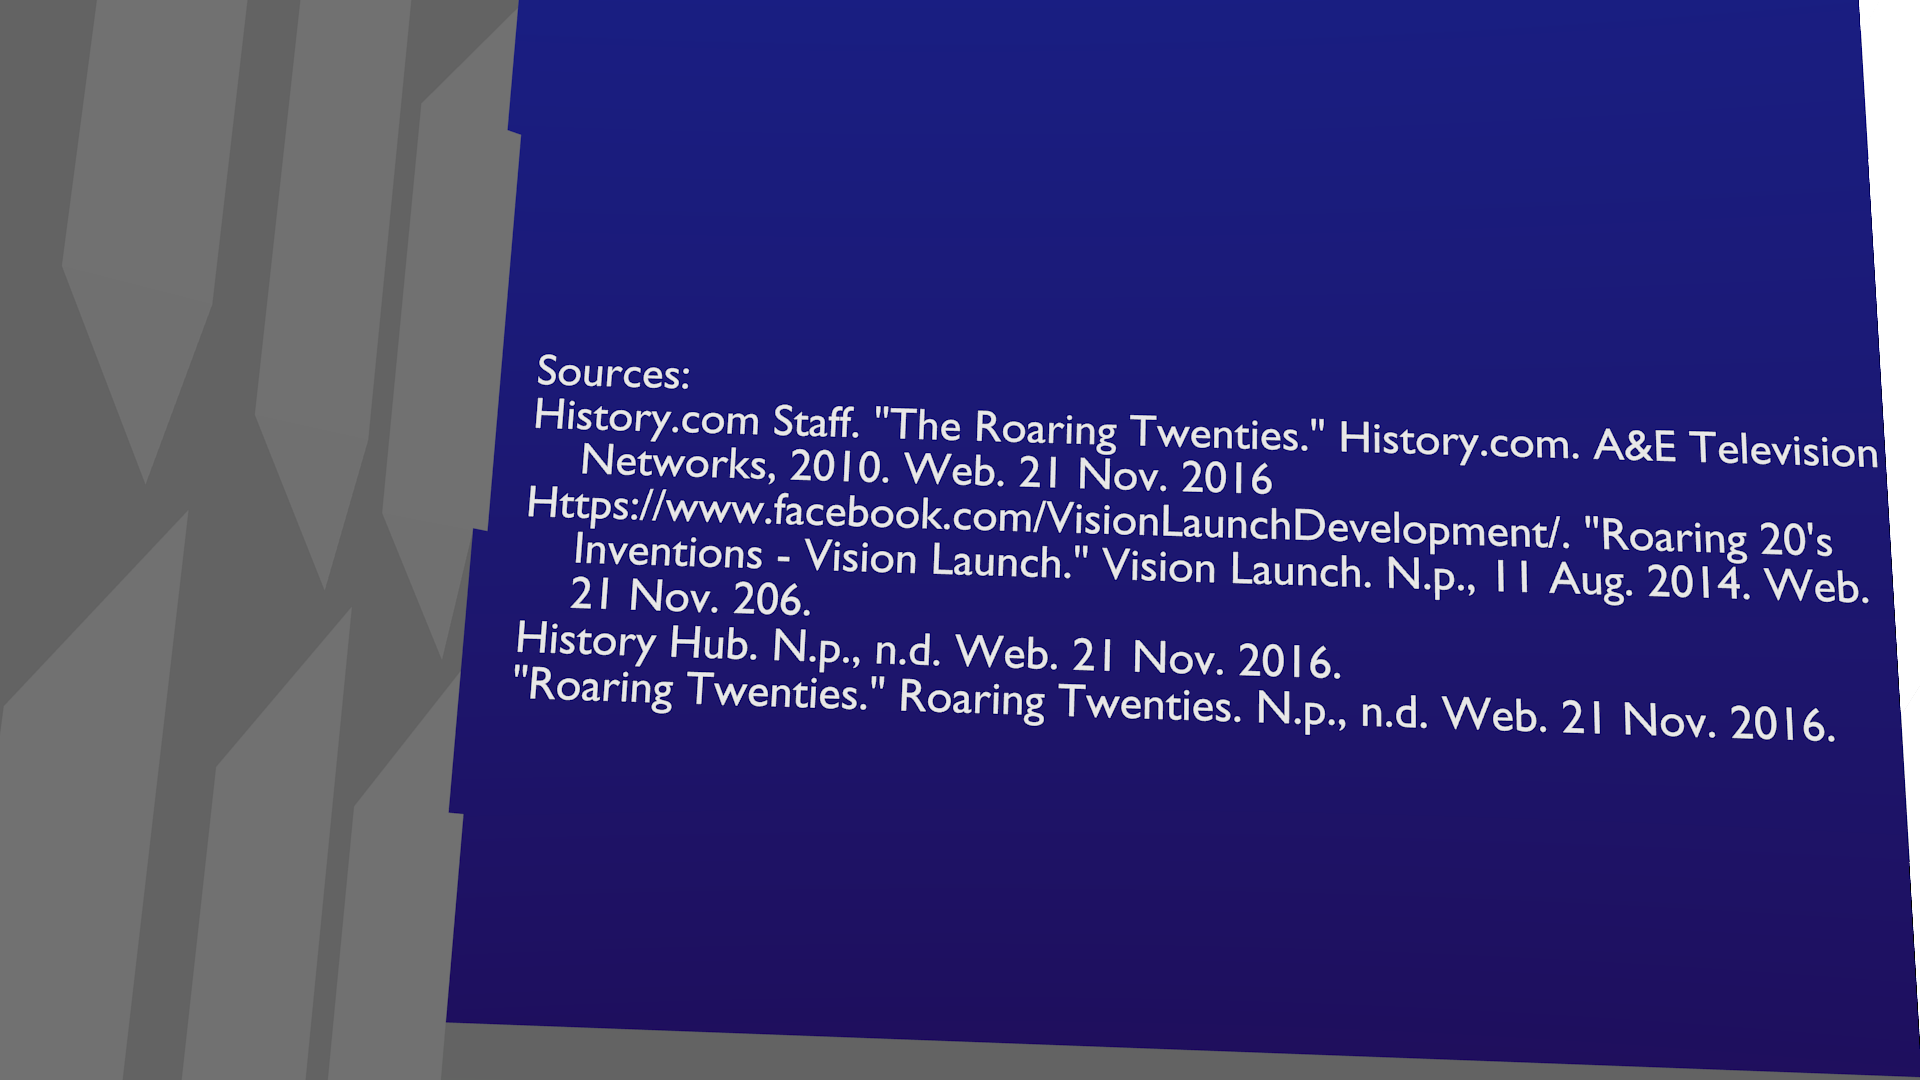 Sources:
History.com Staff. "The Roaring Twenties." History.com. A&E Television
Networks, 2010. Web. 21 Nov. 2016
Https://www.facebook.com/VisionLaunchDevelopment/. "Roaring 20's
Inventions - Vision Launch." Vision Launch. N.p., 11 Aug. 2014. Web.
21 Nov. 206.
History Hub. N.p., n.d. Web. 21 Nov. 2016.
"Roaring Twenties." Roaring Twenties. N.p., n.d. Web. 21 Nov. 2016.